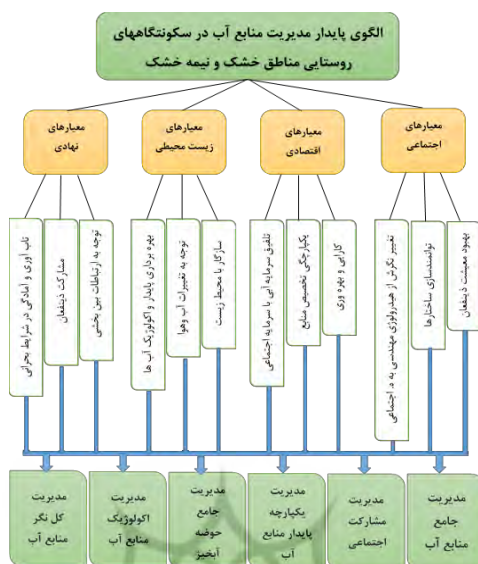 الگوی پایدار مدیریت منابع آب در سکونتگاههای
روستایی مناطق خشک و نیمه خشک
معیارهای
اجتماعی
معیارهای
اقتصادی
معیارهای
زیست محیطی
معیارهای
نهادی
بهبود معیشت ذینفعان
توانمندسازی ساختارها
تغییر نگرش از هیدرولوژی مهندسی به م. اجتماعی
کارایی و بهره وری
یکپارچگی تخصیص منابع
تلفیق سرمایه آبی با سرمایه اجتماعی
سازگار با محیط زیست
توجه به تغییرات آب وهوا
بهره برداری پایدار و اکولوژیک آب ها
توجه به ارتباطات بین بخشی
مشارکت ذینفعان
تاب آوری و آمادگی در شرایط بحرانی
مدیریت
جامع
منابع آب
مدیریت
مشارکت
اجتماعی
مدیریت
یکپارچه
پایدار منابع
آب
مدیریت
جامع
حوضه
آبخیز
مدیریت
اکولوژیک
منابع آب
مدیریت
کل نگر
منابع آب